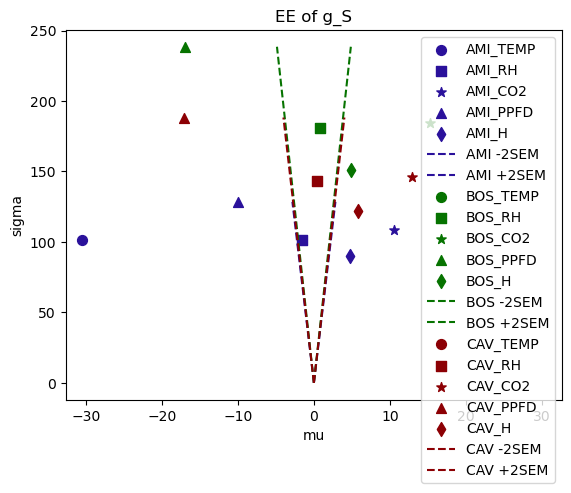 EE of g_S
250
200
150
100
50
0
sigma
−30
−20
−10
0
10
20
30
mu
AMI_TEMP
AMI_RH
AMI_CO2
AMI_PPFD
AMI_H
AMI -2SEM
AMI +2SEM
BOS_TEMP
BOS_RH
BOS_CO2
BOS_PPFD
BOS_H
BOS -2SEM
BOS +2SEM
CAV_TEMP
CAV_RH
CAV_CO2
CAV_PPFD
CAV_H
CAV -2SEM
CAV +2SEM